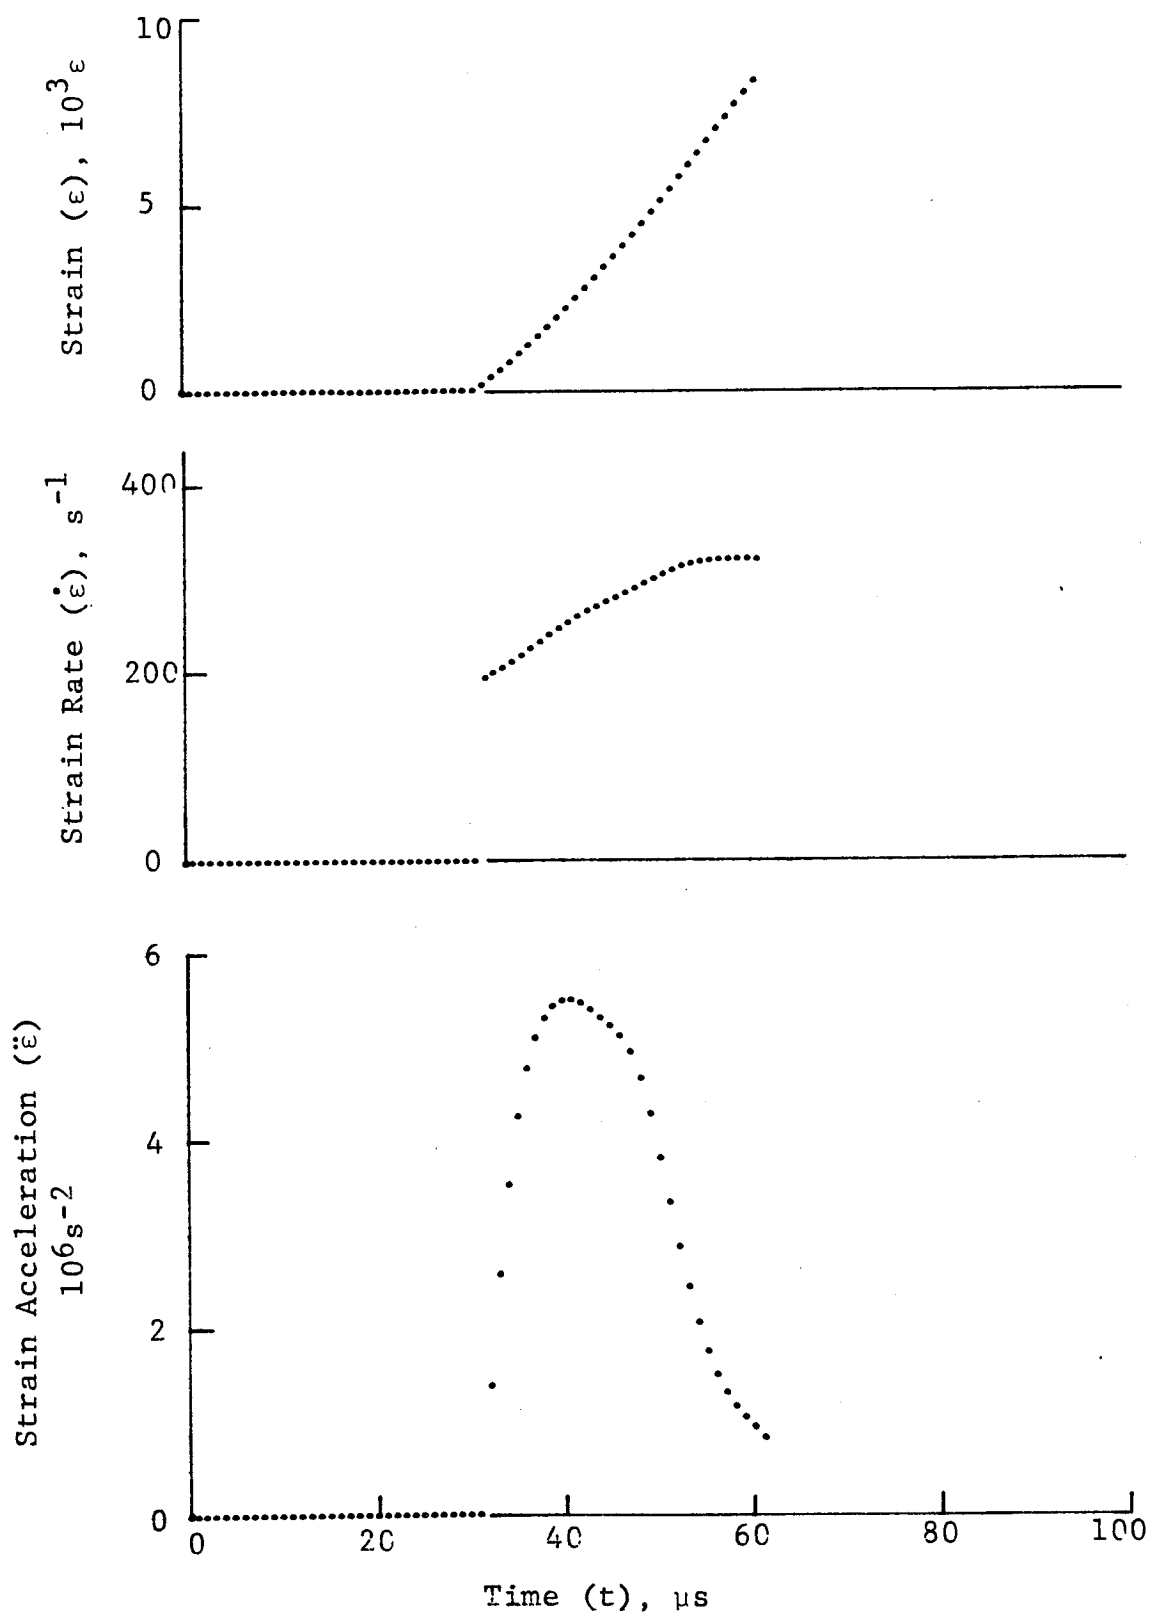 10
5
0
Strain (ε), 10³ε
400
200
0
Strain Rate (ε̇), s⁻¹
6
4
2
0
Strain Acceleration (ε̈)
10⁶s-2
0 20 40 60 80 100
Time (t), μs